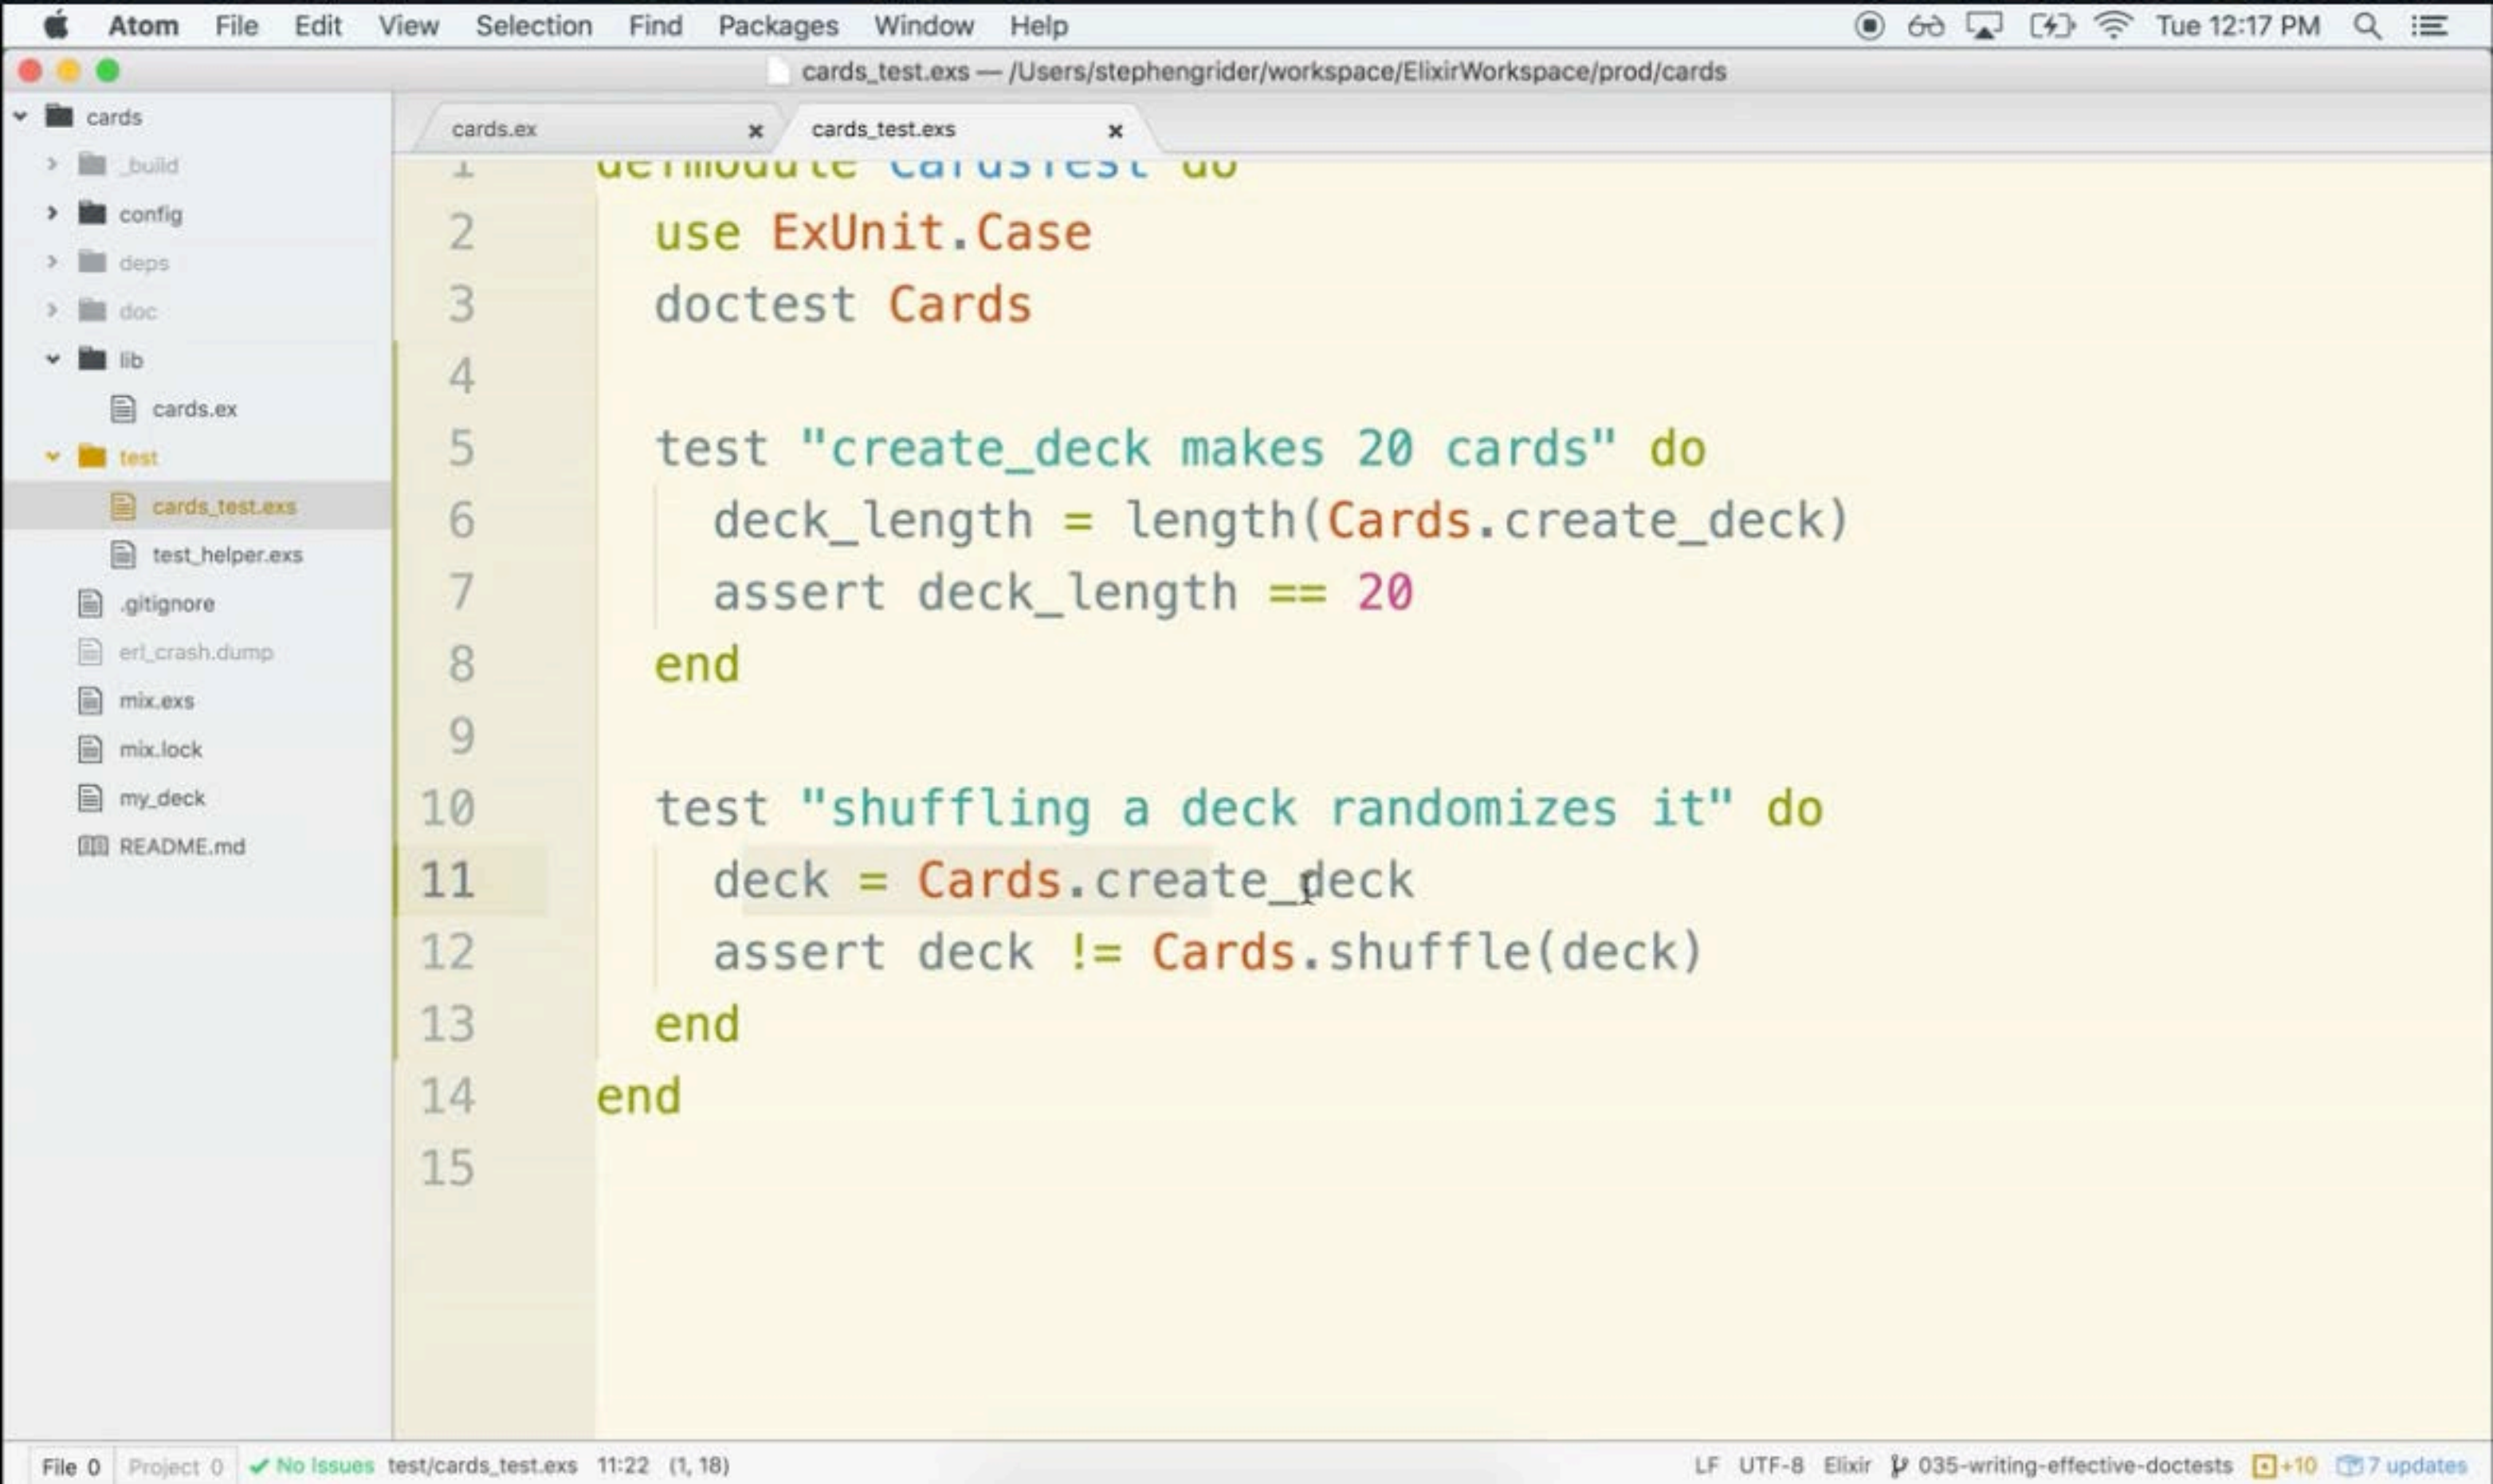 Atom File Edit View Selection Find Packages Window Help Tue 12:17 PM
cards_test.exs — /Users/stephengrider/workspace/ElixirWorkspace/prod/cards
cards
_build
config
deps
doc
lib
cards.ex
test
cards_test.exs
test_helper.exs
.gitignore
erl_crash.dump
mix.exs
mix.lock
my_deck
README.md
cards.ex cards_test.exs
1 defmodule CardsTest do
2 use ExUnit.Case
3 doctest Cards
4
5 test "create_deck makes 20 cards" do
6 deck_length = length(Cards.create_deck)
7 assert deck_length == 20
8 end
9
10 test "shuffling a deck randomizes it" do
11 deck = Cards.create_deck
12 assert deck != Cards.shuffle(deck)
13 end
14 end
15
File 0 Project 0 No Issues test/cards_test.exs 11:22 (1, 18) LF UTF-8 Elixir 035-writing-effective-doctests +10 7 updates